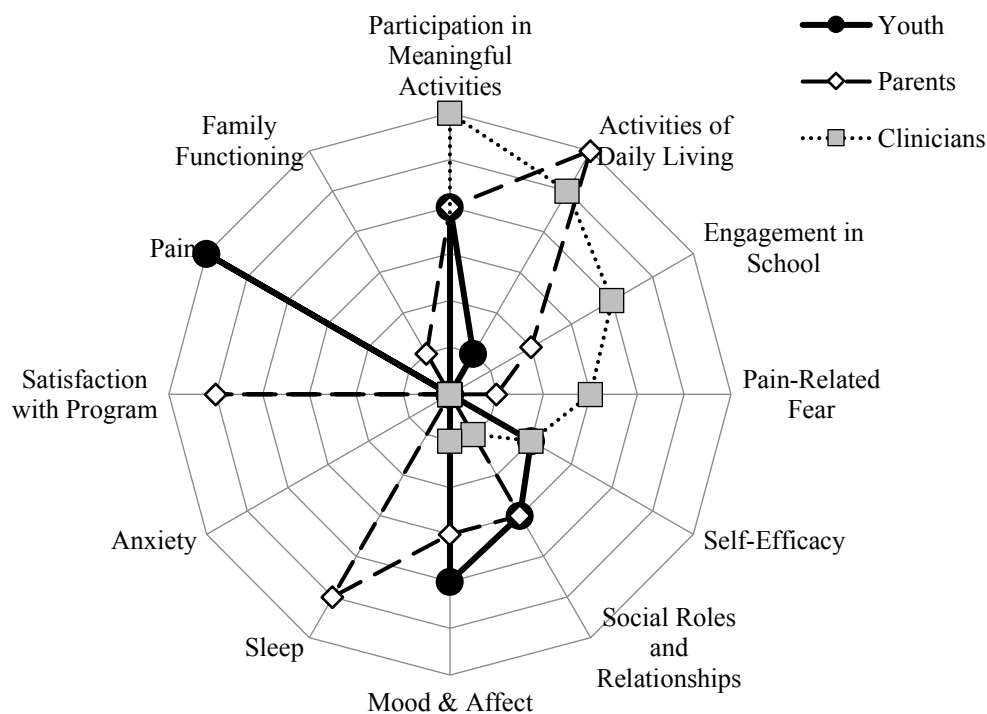 Participation in
Meaningful
Activities
Youth
Parents
Clinicians
Family
Functioning
Activities of
Daily Living
Pain
Engagement in
School
Satisfaction
with Program
Pain-Related
Fear
Anxiety
Self-Efficacy
Sleep
Social Roles
and
Relationships
Mood & Affect